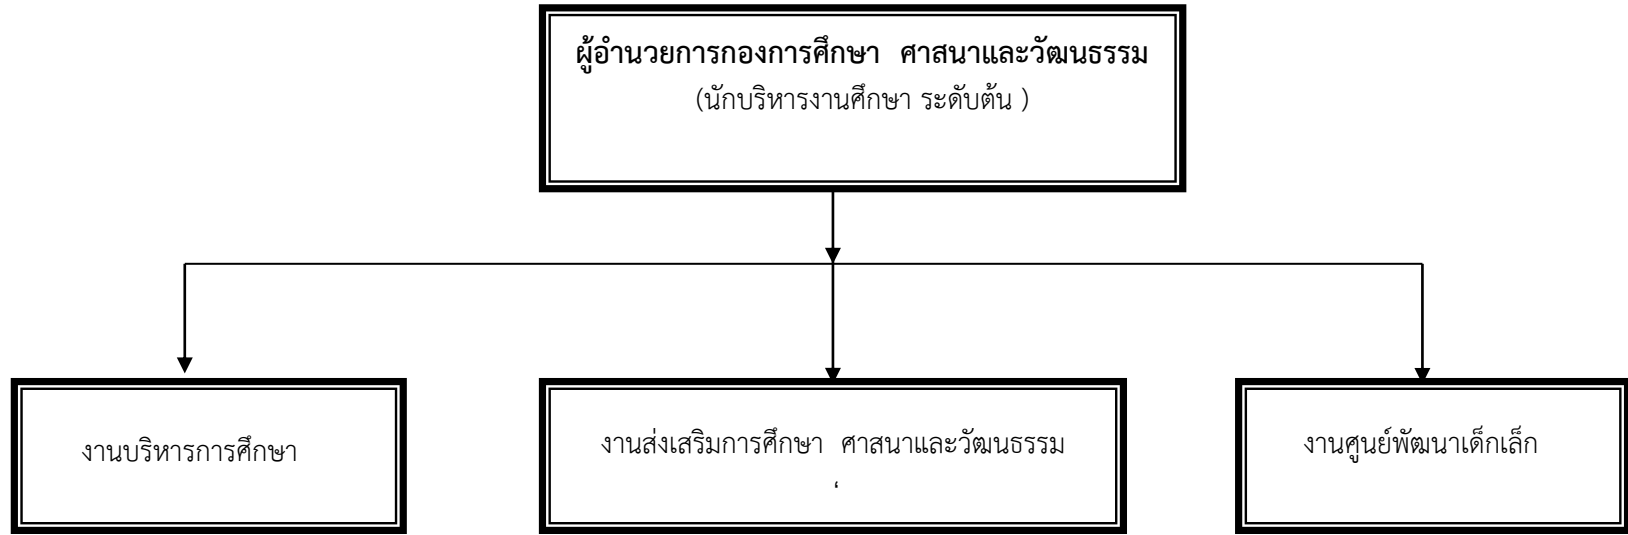 ผู้อำนวยการกองการศึกษา  ศาสนาและวัฒนธรรม
(นักบริหารงานศึกษา ระดับต้น )
งานบริหารการศึกษา
งานส่งเสริมการศึกษา  ศาสนาและวัฒนธรรม
‘
งานศูนย์พัฒนาเด็กเล็ก